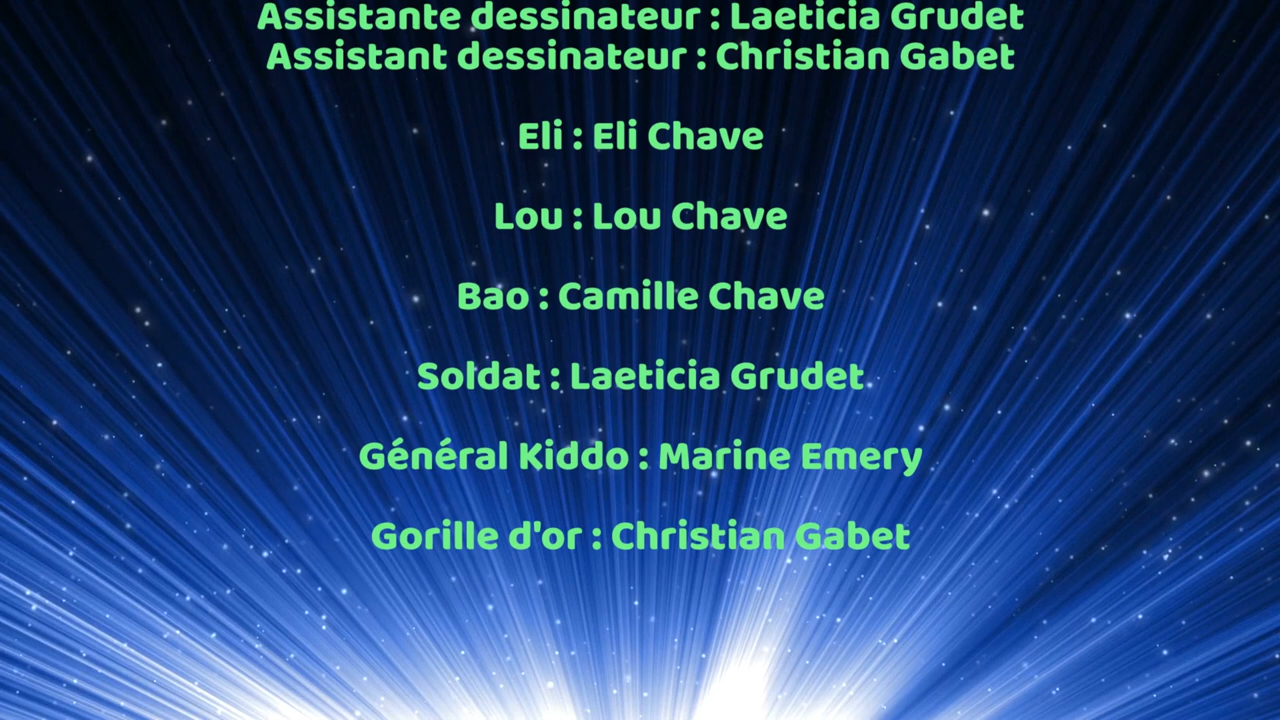 Assistante dessinateur : Laeticia Grudet
Assistant dessinateur : Christian Gabet
Eli : Eli Chave
Lou : Lou Chave
Bao : Camille Chave
Soldat : Laeticia Grudet
Général Kiddo : Marine Emery
Gorille d'or : Christian Gabet